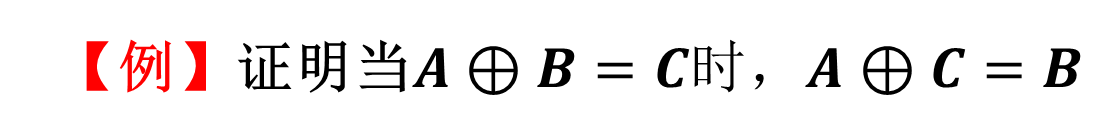 【例】证明当A ⊕ B = C时，A ⊕ C = B